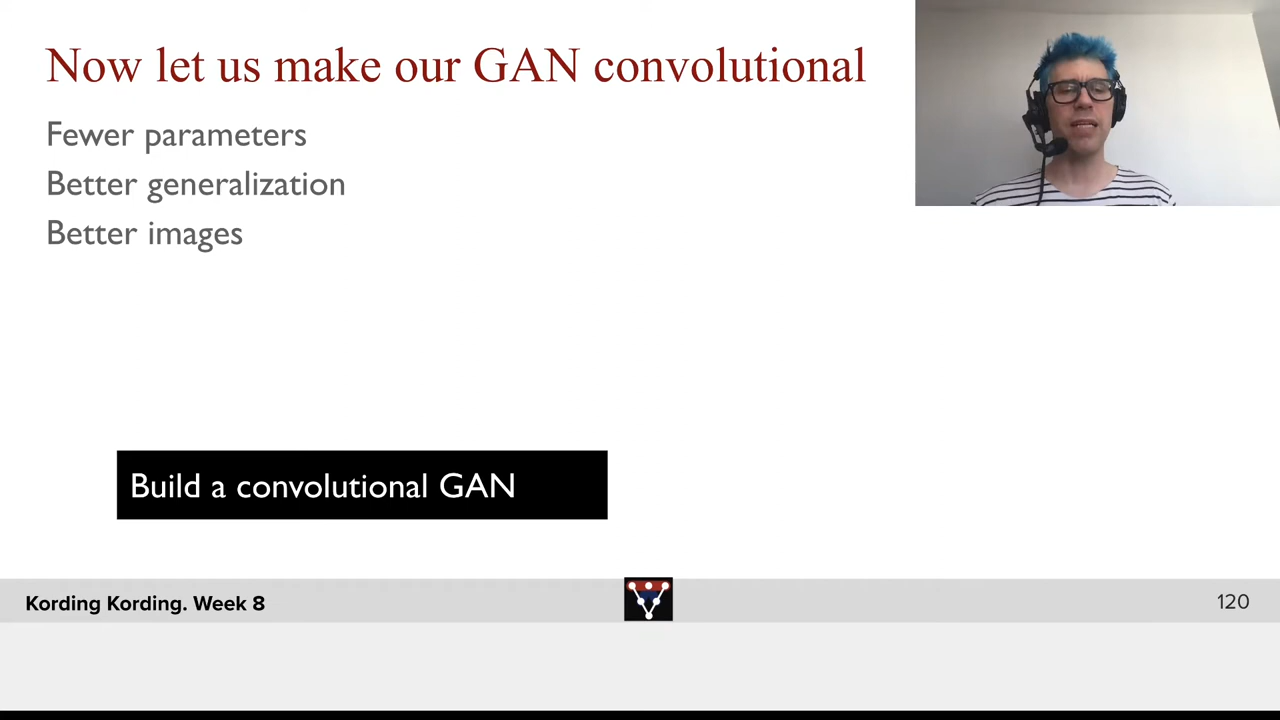 Now let us make our GAN convolutional
Fewer parameters
Better generalization
Better images
Build a convolutional GAN
Kording Kording. Week 8
120